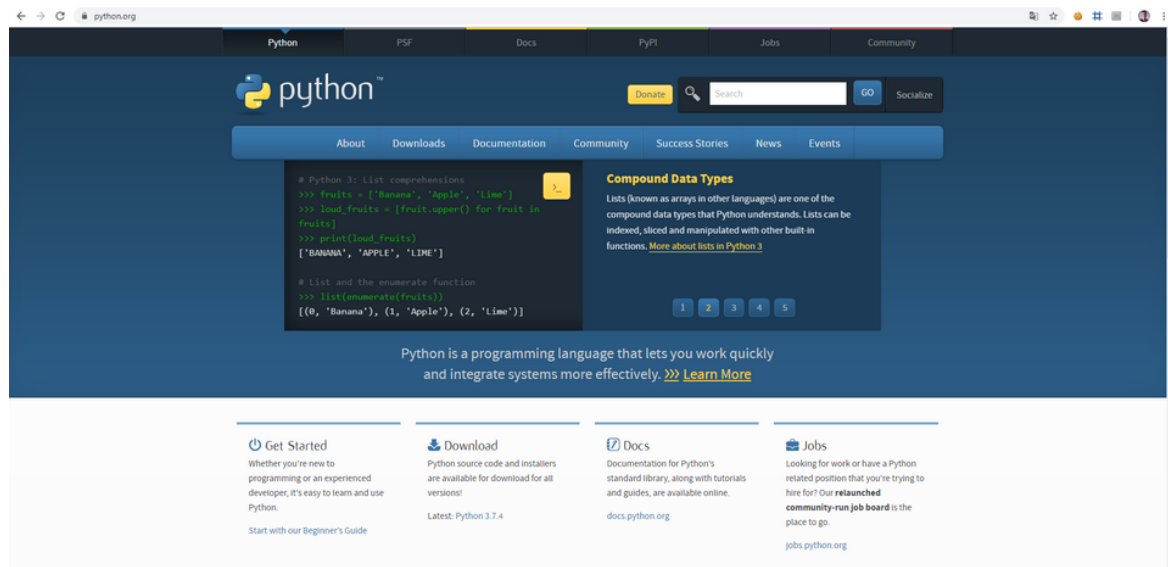 python.org
Python PSF Docs PyPI Jobs Community
python™
Donate Search GO Socialize
About Downloads Documentation Community Success Stories News Events
# Python 3: List comprehensions
>>> fruits = ['Banana', 'Apple', 'Lime']
>>> loud_fruits = [fruit.upper() for fruit in
fruits]
>>> print(loud_fruits)
['BANANA', 'APPLE', 'LIME']
# List and the enumerate function
>>> list(enumerate(fruits))
[(0, 'Banana'), (1, 'Apple'), (2, 'Lime')]
>_
Compound Data Types
Lists (known as arrays in other languages) are one of the
compound data types that Python understands. Lists can be
indexed, sliced and manipulated with other built-in
functions. More about lists in Python 3
1 2 3 4 5
Python is a programming language that lets you work quickly
and integrate systems more effectively. >>> Learn More
Get Started
Whether you're new to
programming or an experienced
developer, it's easy to learn and use
Python.
Start with our Beginner's Guide
Download
Python source code and installers
are available for download for all
versions!
Latest: Python 3.7.4
Docs
Documentation for Python's
standard library, along with tutorials
and guides, are available online.
docs.python.org
Jobs
Looking for work or have a Python
related position that you're trying to
hire for? Our relaunched
community-run job board is the
place to go.
jobs.python.org